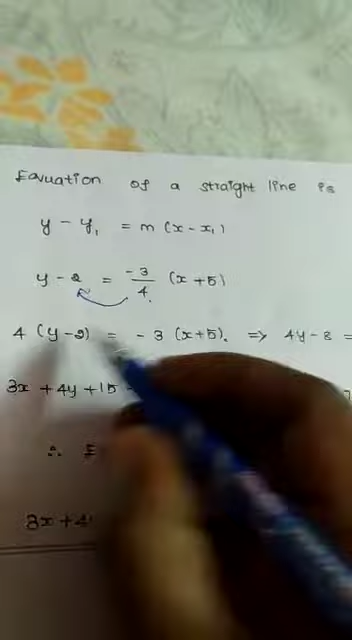 Equation of a straight line is
y - y₁ = m (x - x₁)
y - 2 = -3/4 (x+5)
4 (y-2) = -3 (x+5). => 4y - 8 =
3x + 4y + 15 -
∴ E
3x + 4